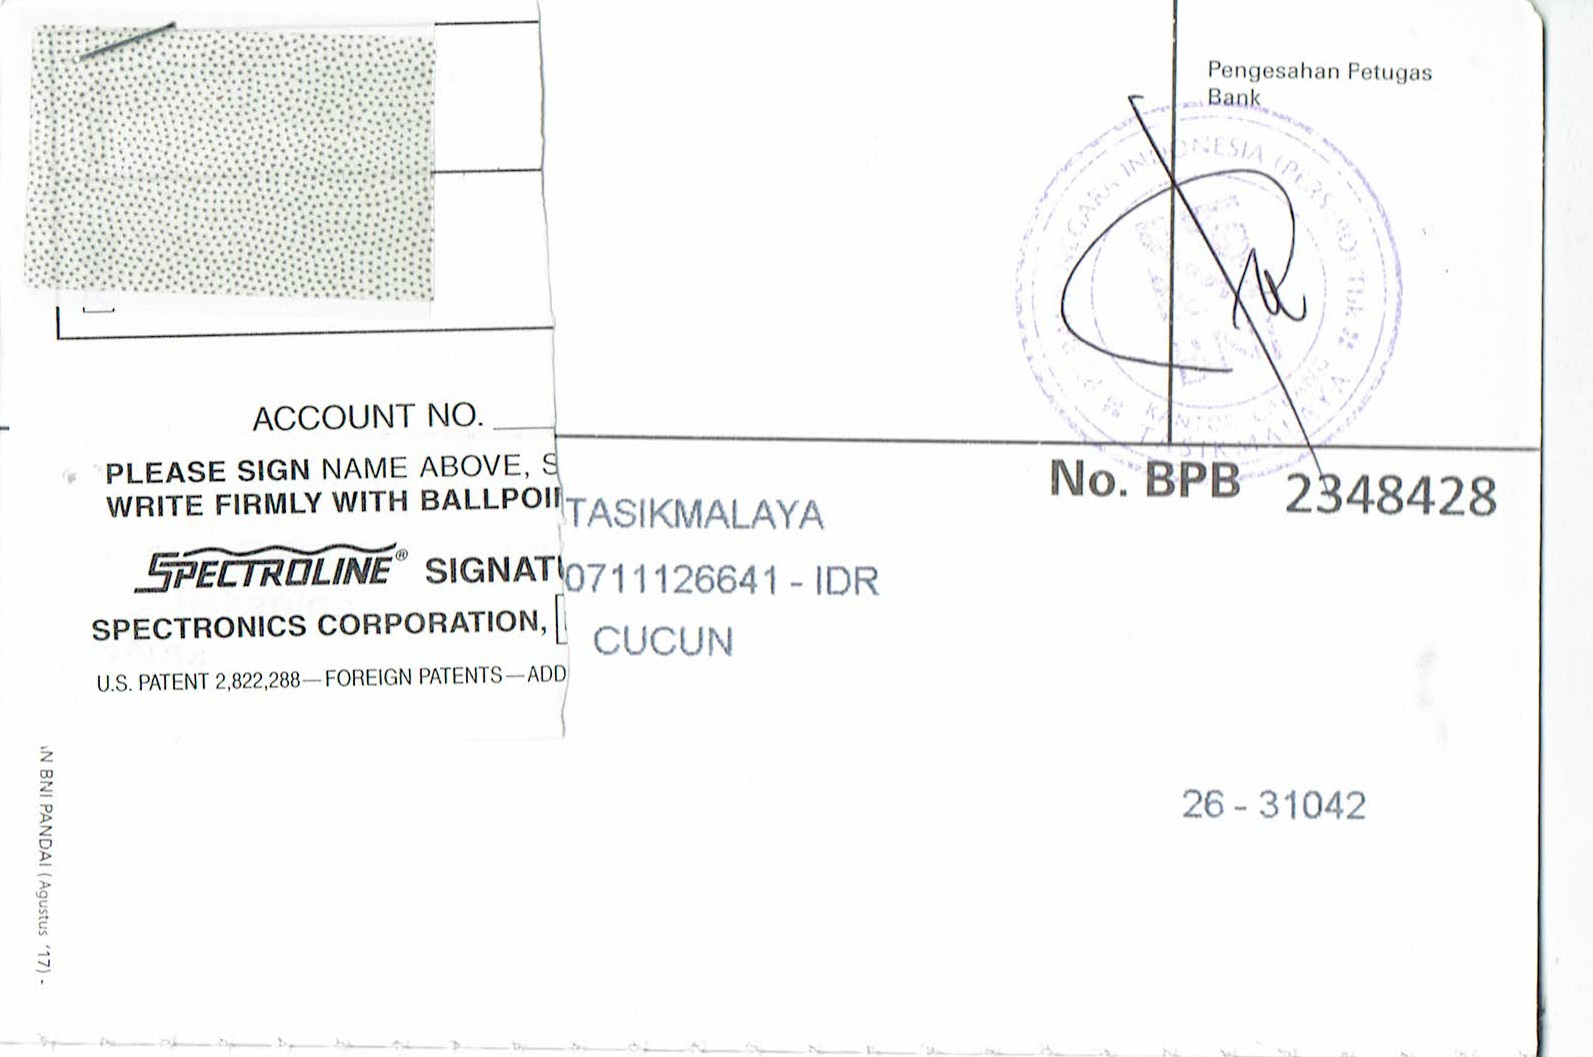 Pengesahan Petugas
Bank
NEGARA INDONESIA (PERSERO) Tbk
KANTOR CABANG
TASIKMALAYA
ACCOUNT NO.
PLEASE SIGN NAME ABOVE, S
WRITE FIRMLY WITH BALLPOI
SPECTROLINE® SIGNAT
SPECTRONICS CORPORATION,
U.S. PATENT 2,822,288—FOREIGN PATENTS—ADD
No. BPB 2348428
TASIKMALAYA
0711126641 - IDR
CUCUN
26 - 31042
N BNI PANDAI (Agustus '17) -